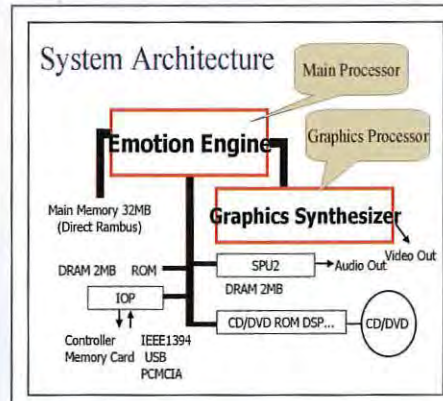 System Architecture
Main Processor
Emotion Engine
Graphics Processor
Main Memory 32MB
(Direct Rambus)
Graphics Synthesizer
Video Out
DRAM 2MB ROM
SPU2
Audio Out
DRAM 2MB
IOP
CD/DVD ROM DSP...
CD/DVD
Controller
Memory Card
IEEE1394
USB
PCMCIA